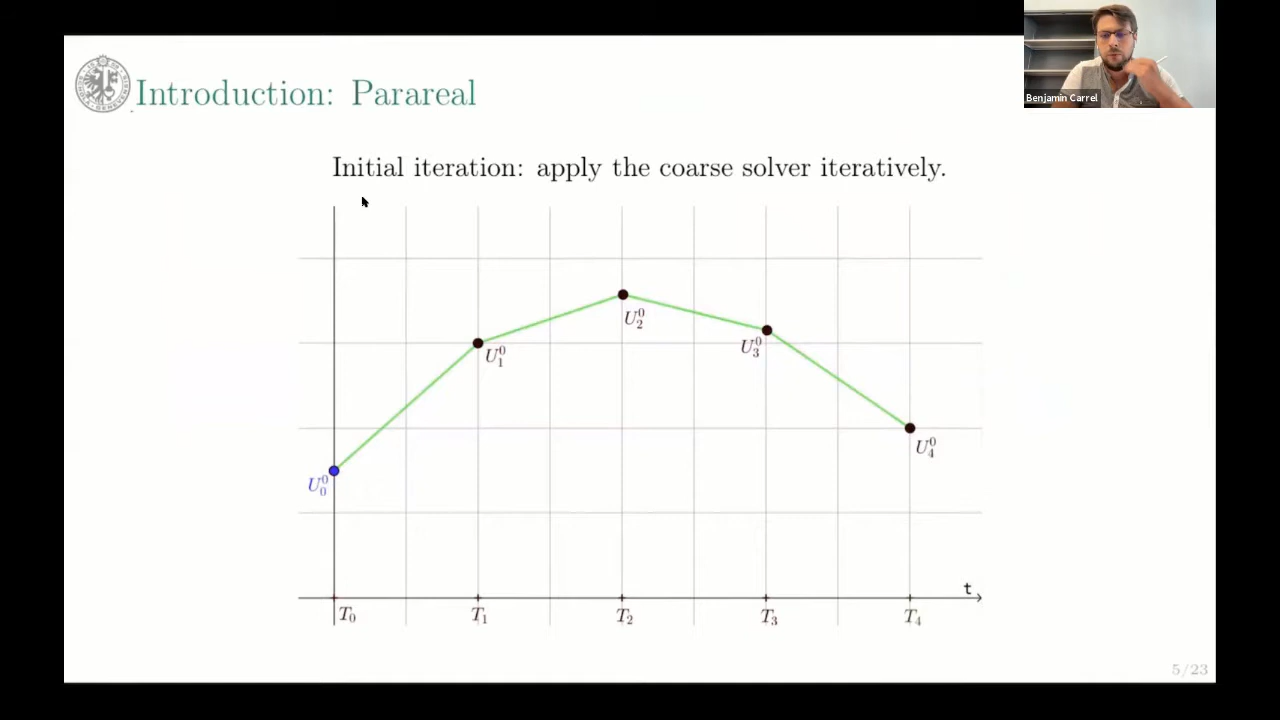 Introduction: Parareal
Benjamin Carrel
Initial iteration: apply the coarse solver iteratively.
U_2^0
U_3^0
U_1^0
U_4^0
U_0^0
t
T_0 T_1 T_2 T_3 T_4
5/23